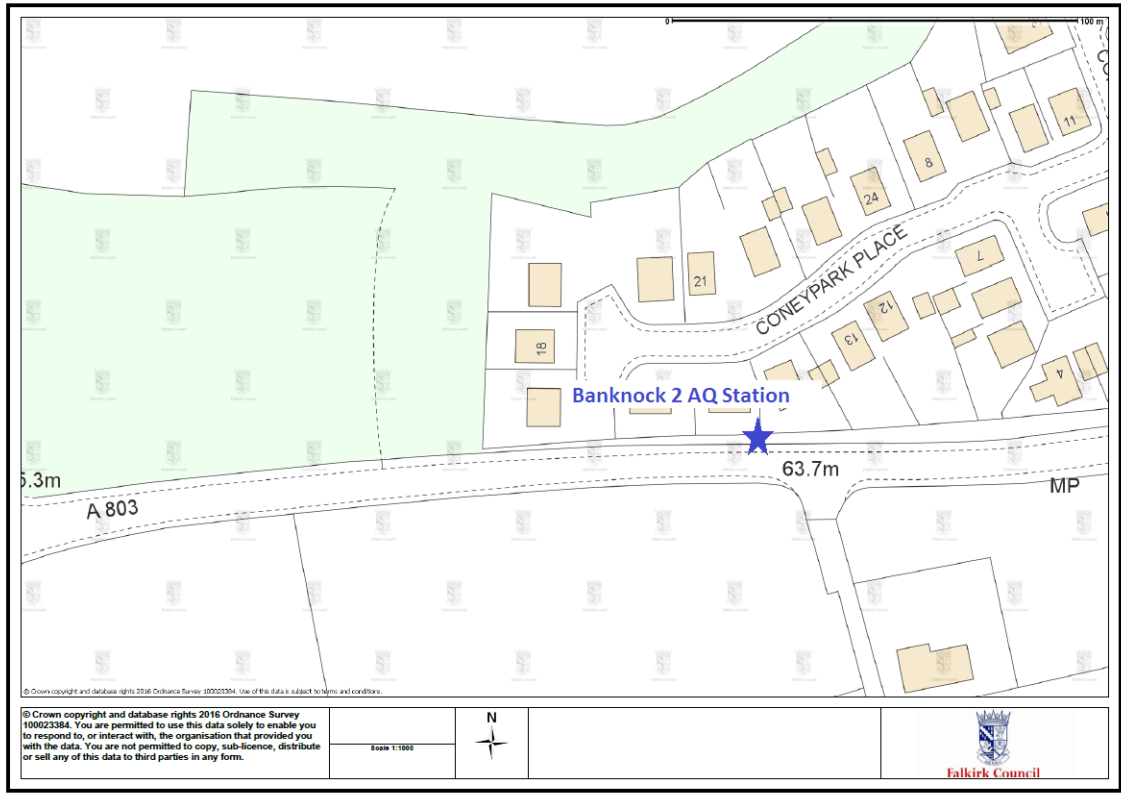 0
100 m
11
8
24
21
7
CONEYPARK PLACE
12
13
18
4
Banknock 2 AQ Station
63.7m
5.3m
A 803
MP
© Crown copyright and database rights 2016 Ordnance Survey 100023384. Use of this data is subject to terms and conditions.
© Crown copyright and database rights 2016 Ordnance Survey
100023384. You are permitted to use this data solely to enable you
to respond to, or interact with, the organisation that provided you
with the data. You are not permitted to copy, sub-licence, distribute
or sell any of this data to third parties in any form.
Scale 1:1000
N
Falkirk Council